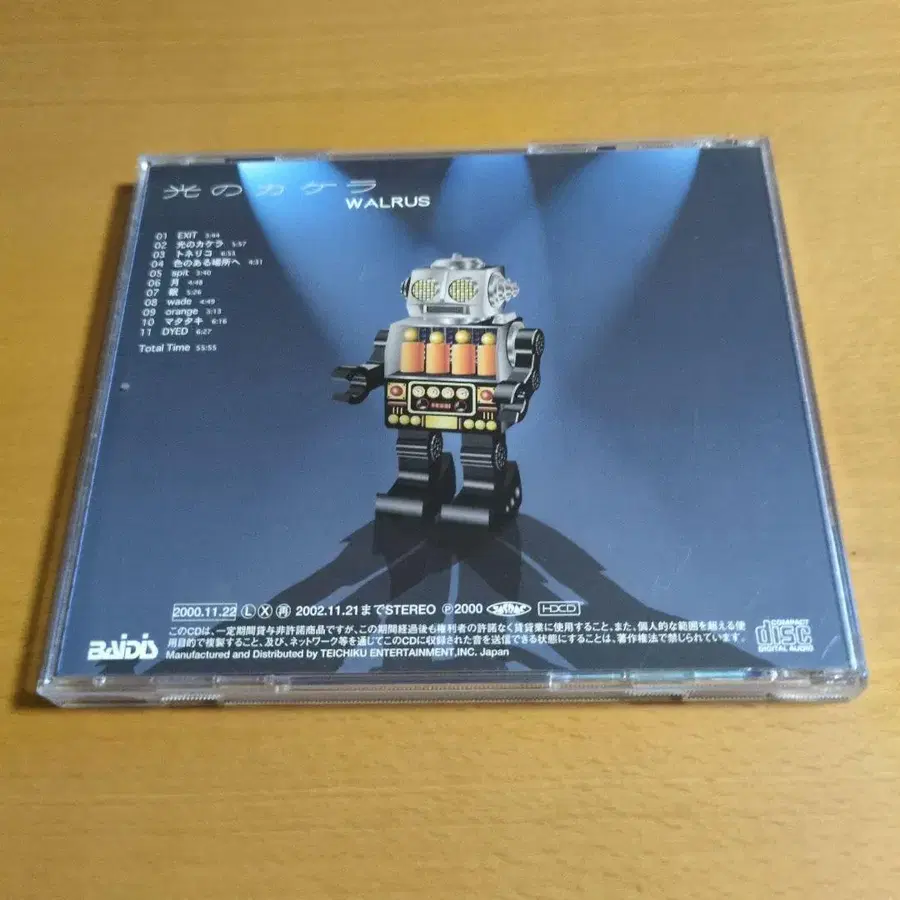 光のカケラ
WALRUS
01 EXIT 3:44
02 光のカケラ 5:57
03 トネリコ 6:53
04 色のある場所へ 4:31
05 spit 3:40
06 月 4:48
07 眼 5:26
08 wade 4:49
09 orange 3:13
10 マタタキ 6:16
11 DYED 6:27
Total Time 55:55
2000.11.22 Ⓛ Ⓧ ㊞ 2002.11.21まで STEREO Ⓟ2000 HDCD
このCDは、一定期間貸与非許諾商品ですが、この期間経過後も権利者の許諾なく賃貸業に使用すること、また、個人的な範囲を超える使
用目的で複製すること、及び、ネットワーク等を通じてこのCDに収録された音を送信できる状態にすることは、著作権法で禁じられています。
BAIDIS
Manufactured and Distributed by TEICHIKU ENTERTAINMENT,INC. Japan
COMPACT
disc
DIGITAL AUDIO